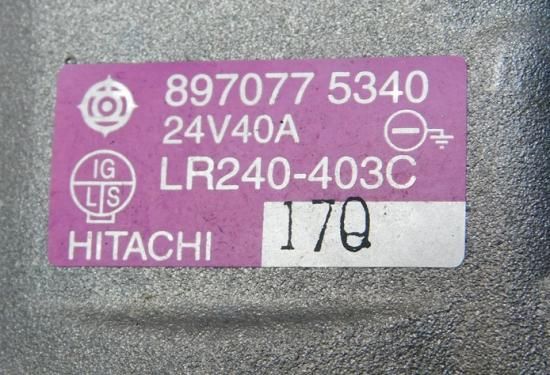 897077 5340
24V40A
IG
L S
LR240-403C
HITACHI
17Q